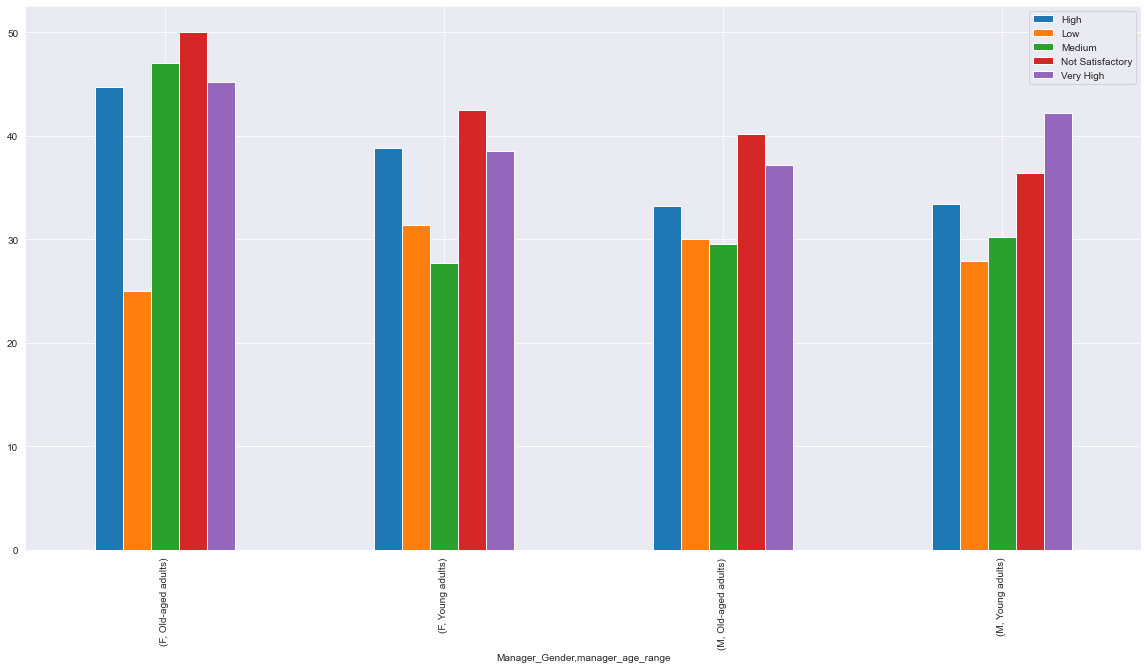 50
40
30
20
10
0
High
Low
Medium
Not Satisfactory
Very High
(F, Old-aged adults)
(F, Young adults)
(M, Old-aged adults)
(M, Young adults)
Manager_Gender,manager_age_range